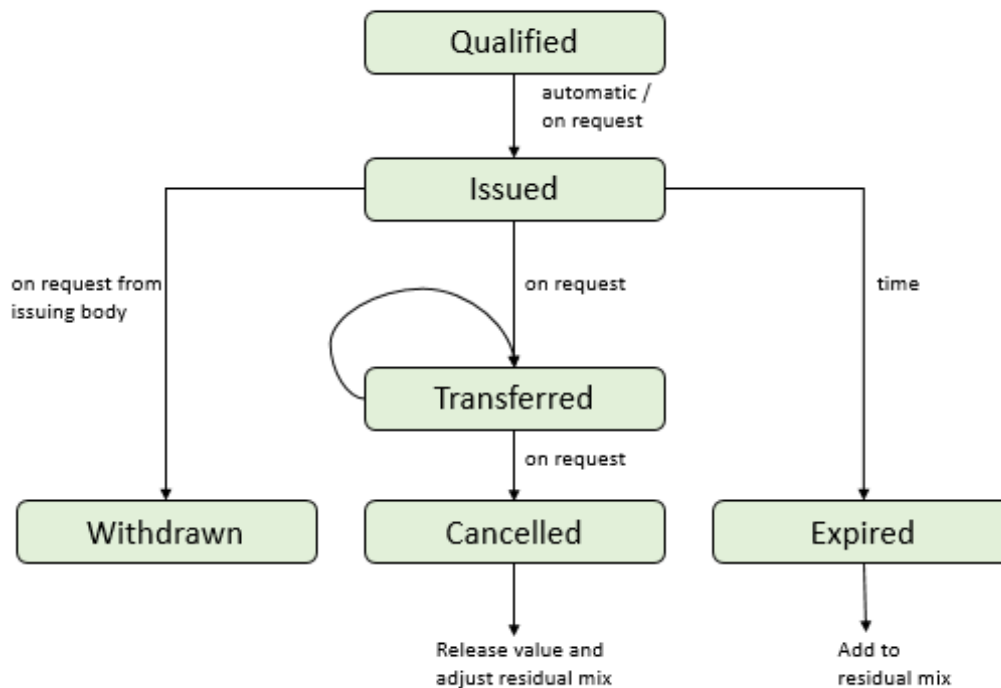 Qualified
automatic /
on request
Issued
on request from
issuing body
on request
time
Transferred
on request
Withdrawn
Cancelled
Expired
Release value and
adjust residual mix
Add to
residual mix